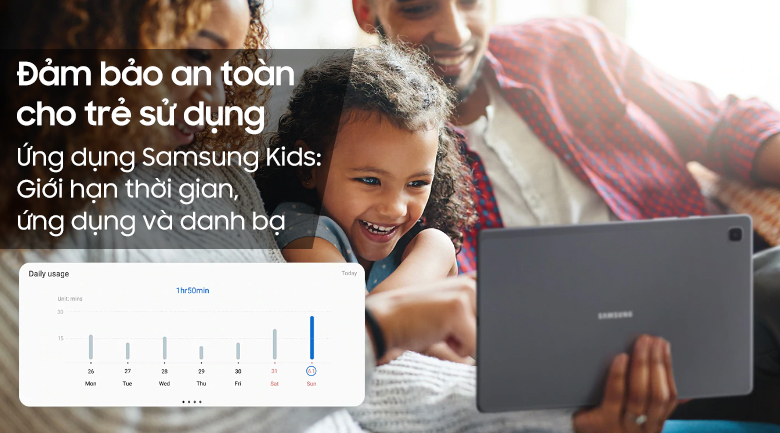 Đảm bảo an toàn
cho trẻ sử dụng
Ứng dụng Samsung Kids:
Giới hạn thời gian,
ứng dụng và danh bạ
Daily usage
Today
1hr50min
Unit: mins
30
15
26 27 28 29 30 31 01
Mon Tue Wed Thu Fri Sat Sun
SAMSUNG